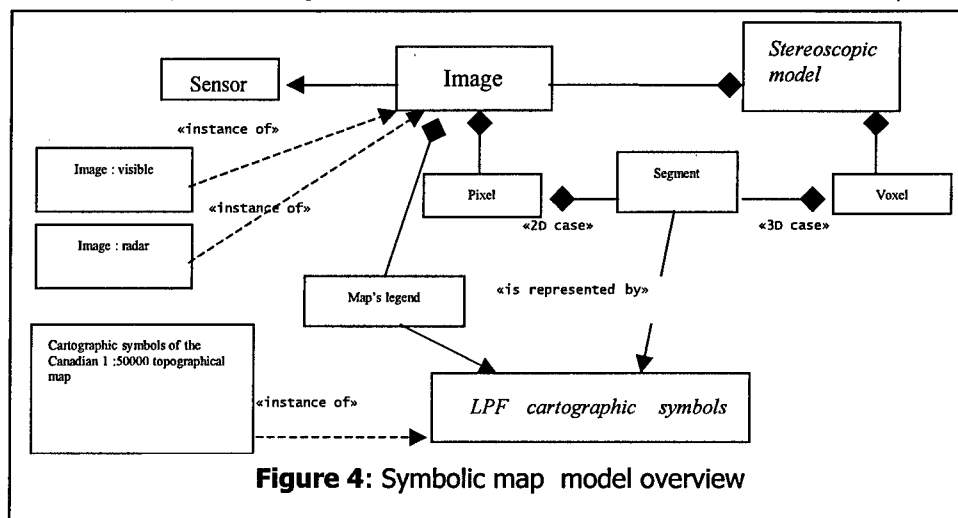 Sensor
Image
Stereoscopic
model
«instance of»
Image : visible
«instance of»
Image : radar
Pixel
Segment
Voxel
«2D case»
«3D case»
Map's legend
«is represented by»
Cartographic symbols of the
Canadian 1 :50000 topographical
map
«instance of»
LPF cartographic symbols
Figure 4: Symbolic map model overview